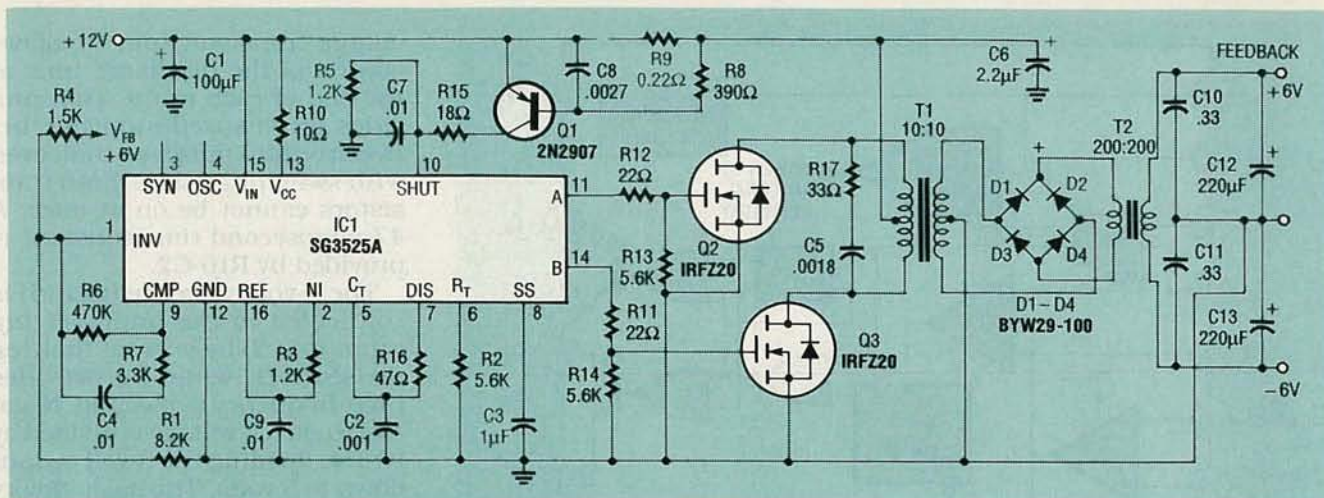 +12V
C1
100µF
R4
1.5K
V_FB
+6V
R5
1.2K
C7
.01
R15
18Ω
R10
10Ω
Q1
2N2907
C8
.0027
R9
0.22Ω
R8
390Ω
C6
2.2µF
FEEDBACK
+6V
C10
.33
C12
220µF
C11
.33
C13
220µF
-6V
T1
10:10
T2
200:200
R17
33Ω
C5
.0018
D1
D2
D3
D4
D1-D4
BYW29-100
3 4 15 13 10
SYN OSC V_IN V_CC SHUT
1 INV
IC1
SG3525A
A 11
B 14
CMP GND REF NI C_T DIS R_T SS
9 12 16 2 5 7 6 8
R12
22Ω
Q2
IRFZ20
R13
5.6K
R11
22Ω
R14
5.6K
Q3
IRFZ20
R6
470K
R7
3.3K
C4
.01
R1
8.2K
R3
1.2K
C9
.01
R16
47Ω
C2
.001
R2
5.6K
C3
1µF